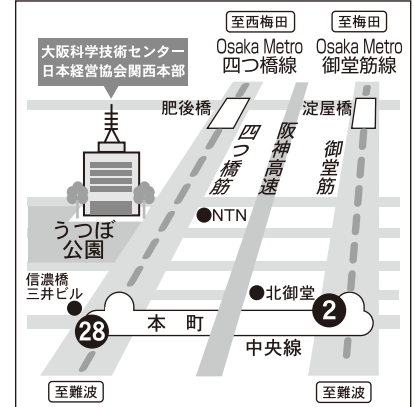 至西梅田
至梅田
大阪科学技術センター
日本経営協会関西本部
Osaka Metro
四つ橋線
Osaka Metro
御堂筋線
肥後橋
淀屋橋
四つ橋筋
阪神高速
御堂筋
NTN
うつぼ
公園
信濃橋
三井ビル
北御堂
2
28
本町
中央線
至難波
至難波